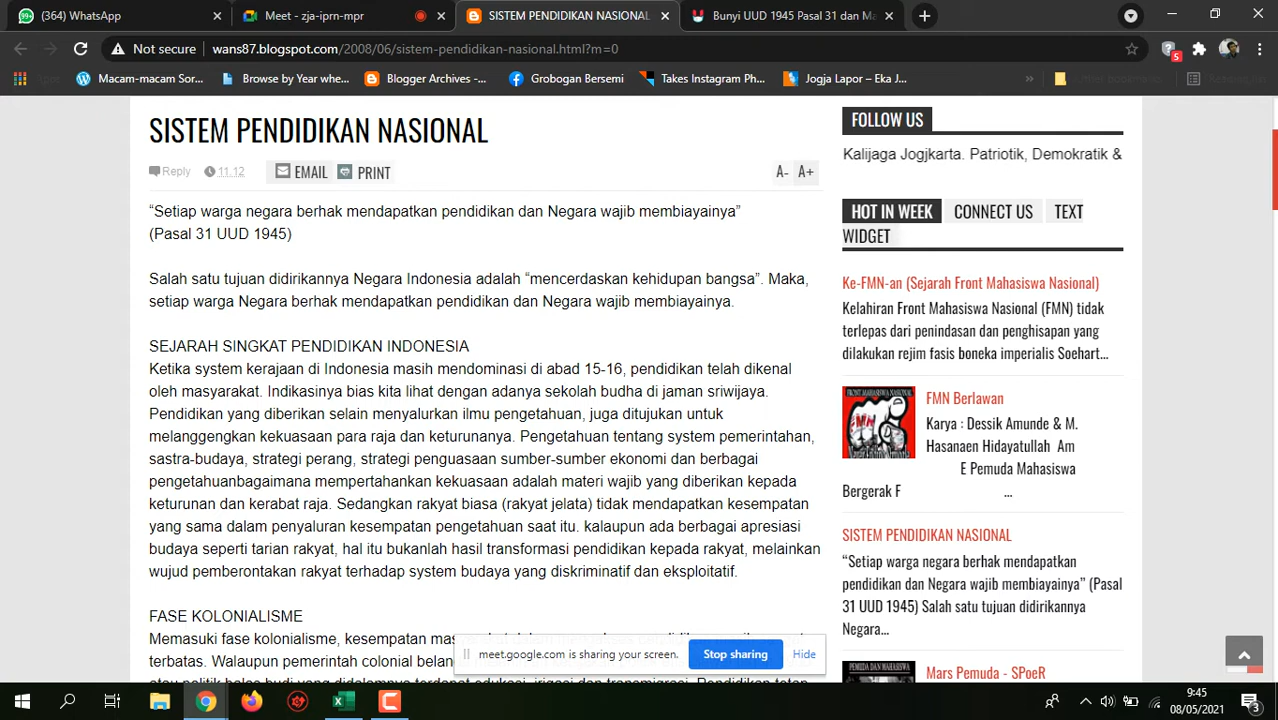 (364) WhatsApp
Meet - zja-iprn-mpr
SISTEM PENDIDIKAN NASIONAL
Bunyi UUD 1945 Pasal 31 dan Ma
Not secure
wans87.blogspot.com/2008/06/sistem-pendidikan-nasional.html?m=0
5
Macam-macam Sor...
Browse by Year whe...
Blogger Archives -...
Grobogan Bersemi
Takes Instagram Ph...
Jogja Lapor – Eka J...
»
SISTEM PENDIDIKAN NASIONAL
Reply
11.12
EMAIL
PRINT
A-
A+
“Setiap warga negara berhak mendapatkan pendidikan dan Negara wajib membiayainya”
(Pasal 31 UUD 1945)
Salah satu tujuan didirikannya Negara Indonesia adalah “mencerdaskan kehidupan bangsa”. Maka,
setiap warga Negara berhak mendapatkan pendidikan dan Negara wajib membiayainya.
SEJARAH SINGKAT PENDIDIKAN INDONESIA
Ketika system kerajaan di Indonesia masih mendominasi di abad 15-16, pendidikan telah dikenal
oleh masyarakat. Indikasinya bias kita lihat dengan adanya sekolah budha di jaman sriwijaya.
Pendidikan yang diberikan selain menyalurkan ilmu pengetahuan, juga ditujukan untuk
melanggengkan kekuasaan para raja dan keturunanya. Pengetahuan tentang system pemerintahan,
sastra-budaya, strategi perang, strategi penguasaan sumber-sumber ekonomi dan berbagai
pengetahuanbagaimana mempertahankan kekuasaan adalah materi wajib yang diberikan kepada
keturunan dan kerabat raja. Sedangkan rakyat biasa (rakyat jelata) tidak mendapatkan kesempatan
yang sama dalam penyaluran kesempatan pengetahuan saat itu. kalaupun ada berbagai apresiasi
budaya seperti tarian rakyat, hal itu bukanlah hasil transformasi pendidikan kepada rakyat, melainkan
wujud pemberontakan rakyat terhadap system budaya yang diskriminatif dan eksploitatif.
FASE KOLONIALISME
Memasuki fase kolonialisme, kesempatan
terbatas. Walaupun pemerintah colonial
FOLLOW US
Kalijaga Jogjkarta. Patriotik, Demokratik &
HOT IN WEEK
CONNECT US
TEXT
WIDGET
Ke-FMN-an (Sejarah Front Mahasiswa Nasional)
Kelahiran Front Mahasiswa Nasional (FMN) tidak
terlepas dari penindasan dan penghisapan yang
dilakukan rejim fasis boneka imperialis Soehart...
FMN Berlawan
Karya : Dessik Amunde & M.
Hasanaen Hidayatullah Am
E Pemuda Mahasiswa
Bergerak F ...
SISTEM PENDIDIKAN NASIONAL
“Setiap warga negara berhak mendapatkan
pendidikan dan Negara wajib membiayainya” (Pasal
31 UUD 1945) Salah satu tujuan didirikannya
Negara...
Mars Pemuda - SPoeR
meet.google.com is sharing your screen.
Stop sharing
Hide
9:45
08/05/2021
3